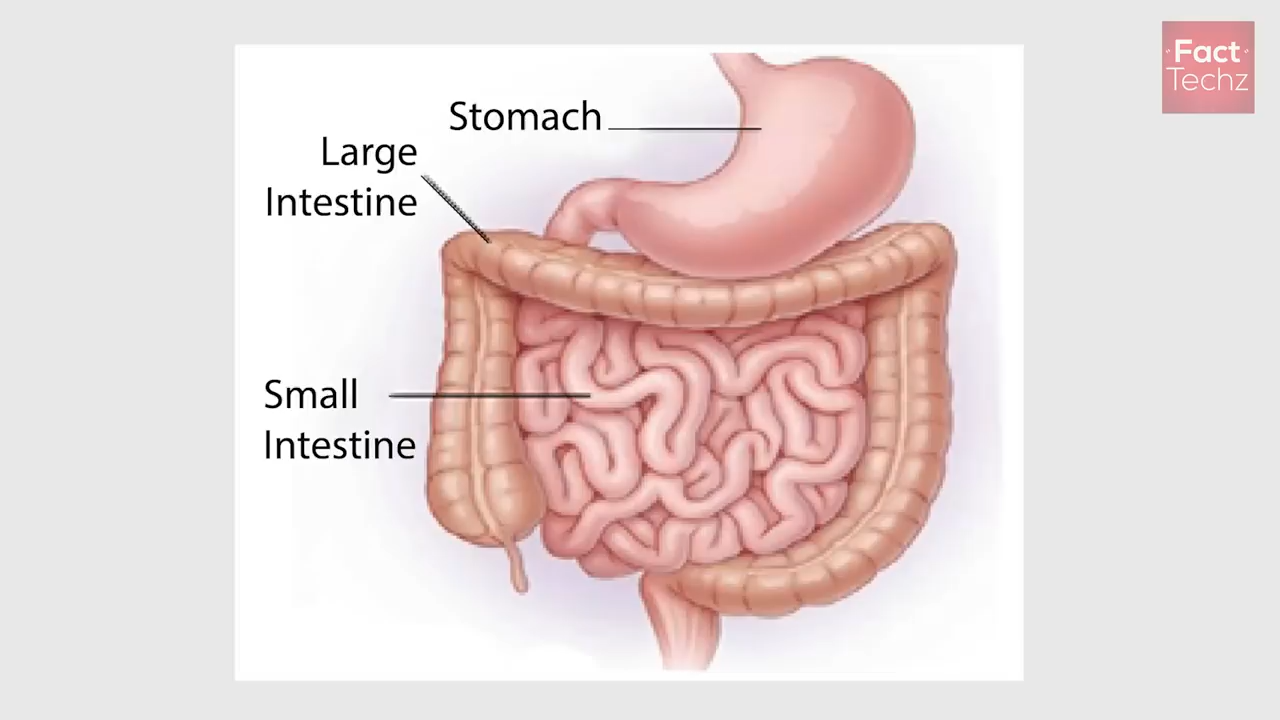 Stomach
Large
Intestine
Small
Intestine
Fact
Techz